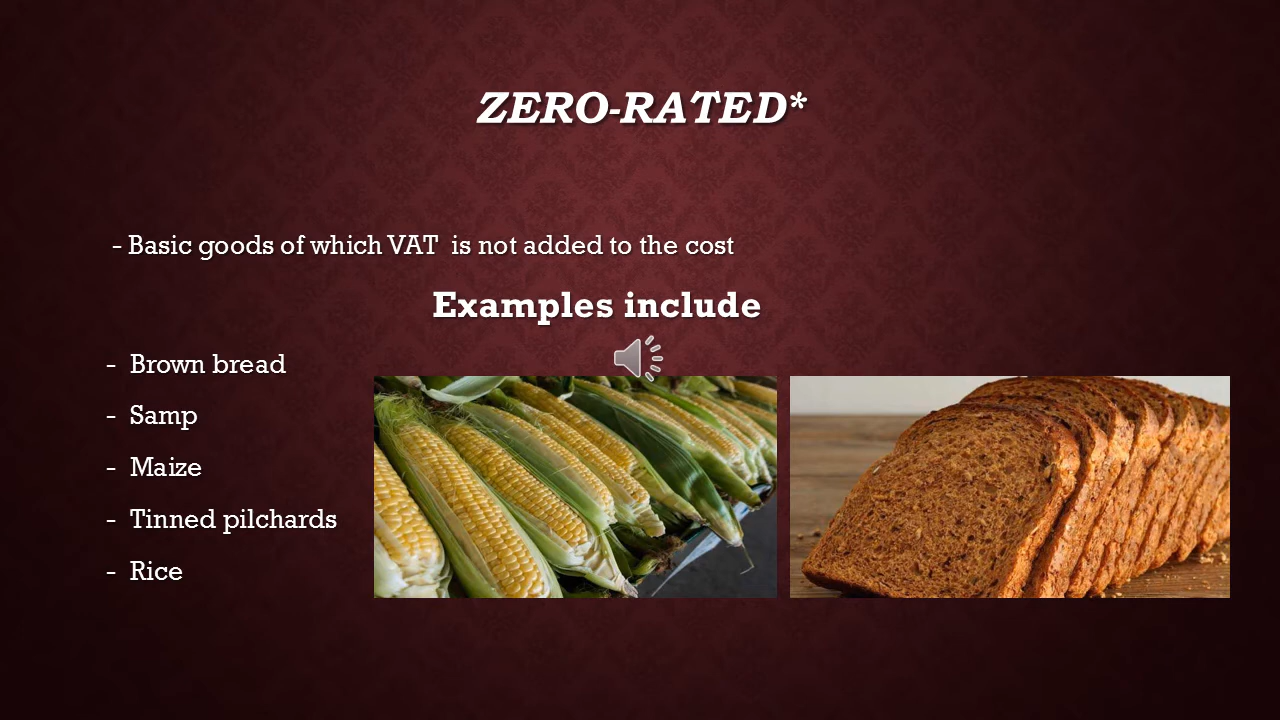 ZERO-RATED*
- Basic goods of which VAT  is not added to the cost
Examples include
- Brown bread
- Samp
- Maize
- Tinned pilchards
- Rice